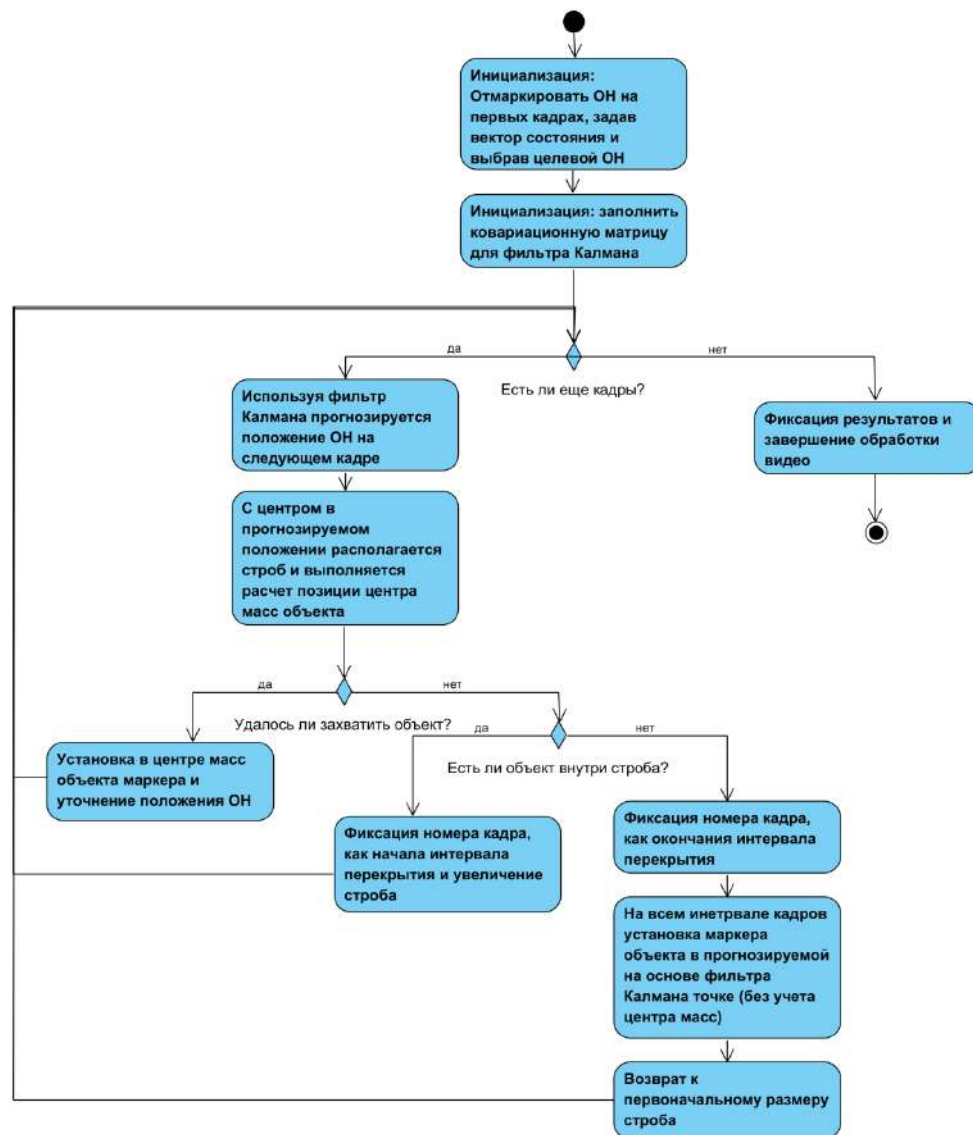 Инициализация:
Отмаркировать ОН на
первых кадрах, задав
вектор состояния и
выбрав целевой ОН
Инициализация: заполнить
ковариационную матрицу
для фильтра Калмана
да
нет
Есть ли еще кадры?
Используя фильтр
Калмана прогнозируется
положение ОН на
следующем кадре
Фиксация результатов и
завершение обработки
видео
С центром в
прогнозируемом
положении располагается
строб и выполняется
расчет позиции центра
масс объекта
да
нет
Удалось ли захватить объект?
да
нет
Есть ли объект внутри строба?
Установка в центре масс
объекта маркера и
уточнение положения ОН
Фиксация номера кадра,
как начала интервала
перекрытия и увеличение
строба
Фиксация номера кадра,
как окончания интервала
перекрытия
На всем инетрвале кадров
установка маркера
объекта в прогнозируемой
на основе фильтра
Калмана точке (без учета
центра масс)
Возврат к
первоначальному размеру
строба